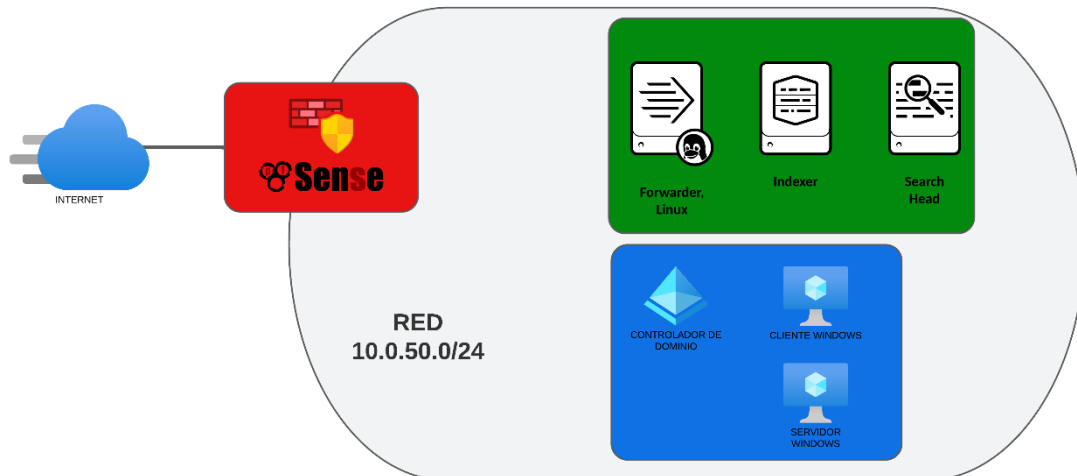 INTERNET
Sense
Forwarder,
Linux
Indexer
Search
Head
RED
10.0.50.0/24
CONTROLADOR DE
DOMINIO
CLIENTE WINDOWS
SERVIDOR
WINDOWS